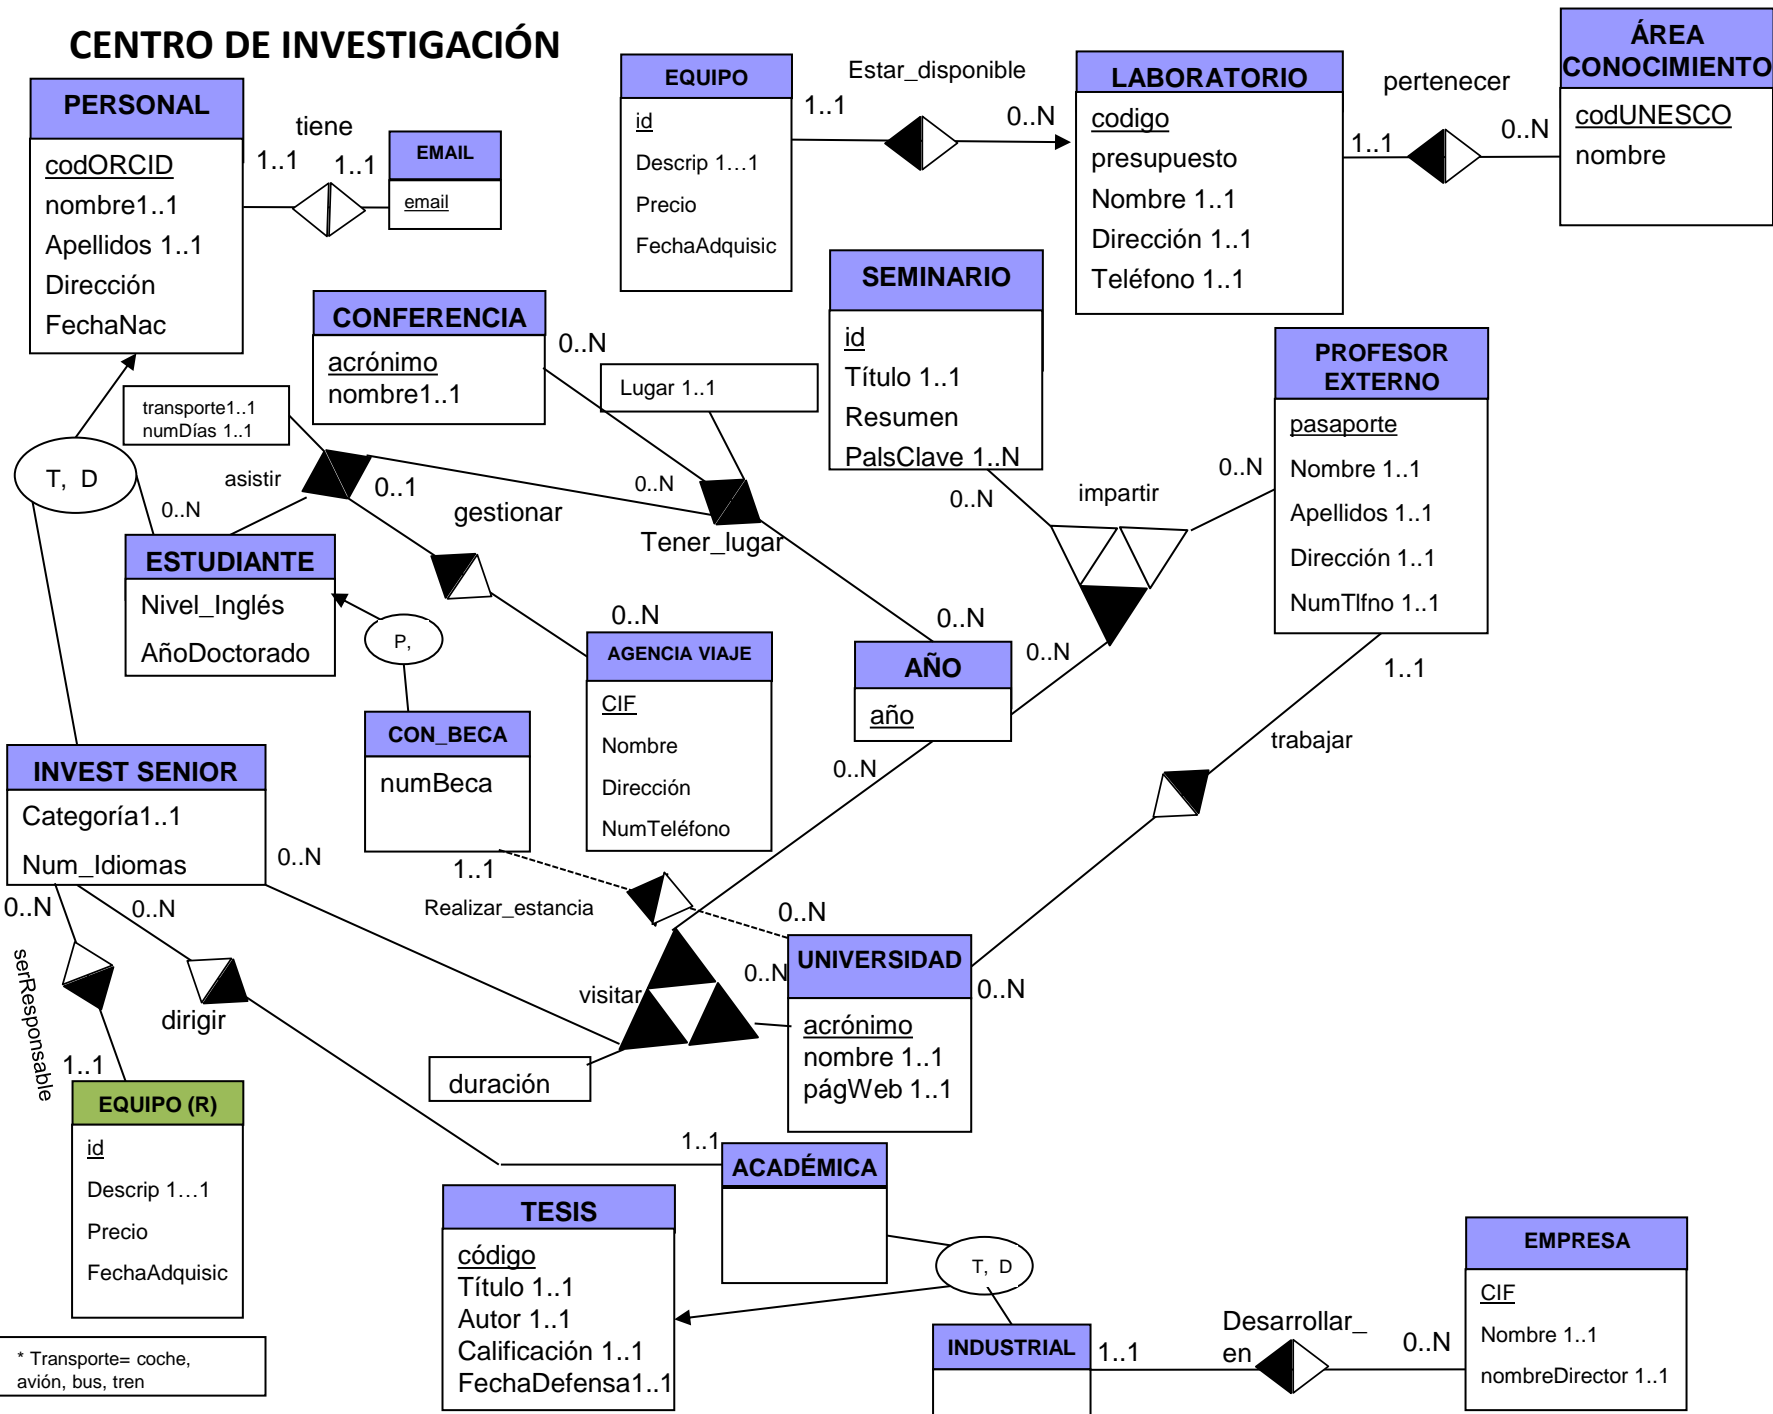 CENTRO DE INVESTIGACIÓN
PERSONAL
codORCID
nombre1..1
Apellidos 1..1
Dirección
FechaNac
tiene
1..1
1..1
EMAIL
email
EQUIPO
id
Descrip 1...1
Precio
FechaAdquisic
Estar_disponible
1..1
0..N
LABORATORIO
codigo
presupuesto
Nombre 1..1
Dirección 1..1
Teléfono 1..1
pertenecer
1..1
0..N
ÁREA
CONOCIMIENTO
codUNESCO
nombre
CONFERENCIA
acrónimo
nombre1..1
0..N
Lugar 1..1
SEMINARIO
id
Título 1..1
Resumen
PalsClave 1..N
0..N
impartir
0..N
PROFESOR
EXTERNO
pasaporte
Nombre 1..1
Apellidos 1..1
Dirección 1..1
NumTlfno 1..1
1..1
transporte1..1
numDías 1..1
T, D
asistir
0..N
0..1
gestionar
0..N
Tener_lugar
ESTUDIANTE
Nivel_Inglés
AñoDoctorado
P,
0..N
AGENCIA VIAJE
CIF
Nombre
Dirección
NumTeléfono
0..N
AÑO
año
0..N
0..N
trabajar
CON_BECA
numBeca
INVEST SENIOR
Categoría1..1
Num_Idiomas
0..N
1..1
Realizar_estancia
0..N
0..N
0..N
serResponsable
dirigir
visitar
0..N
UNIVERSIDAD
acrónimo
nombre 1..1
págWeb 1..1
0..N
duración
1..1
EQUIPO (R)
id
Descrip 1...1
Precio
FechaAdquisic
1..1
ACADÉMICA
TESIS
código
Título 1..1
Autor 1..1
Calificación 1..1
FechaDefensa1..1
T, D
INDUSTRIAL
1..1
Desarrollar_
en
0..N
EMPRESA
CIF
Nombre 1..1
nombreDirector 1..1
* Transporte= coche,
avión, bus, tren